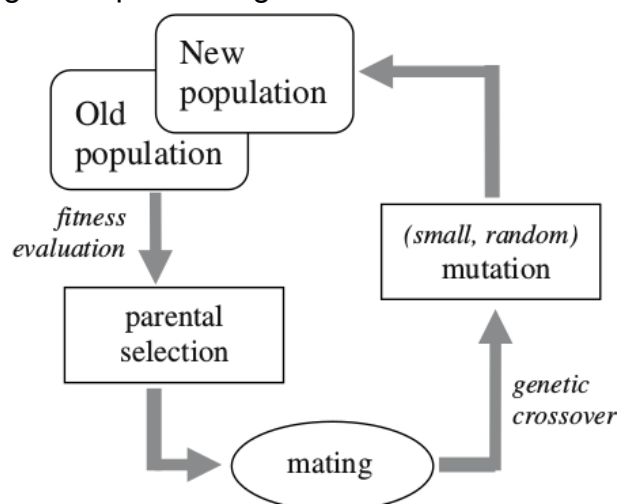 New
population
Old
population
fitness
evaluation
(small, random)
mutation
parental
selection
genetic
crossover
mating